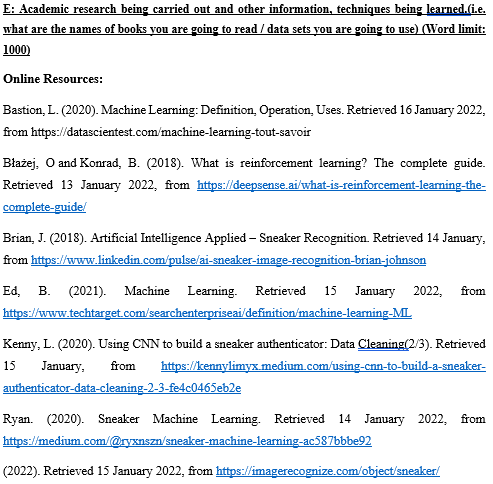 E: Academic research being carried out and other information, techniques being learned.(i.e.
what are the names of books you are going to read / data sets you are going to use) (Word limit:
1000)
Online Resources:
Bastion, L. (2020). Machine Learning: Definition, Operation, Uses. Retrieved 16 January 2022,
from https://datascientest.com/machine-learning-tout-savoir
Błażej, O and Konrad, B. (2018). What is reinforcement learning? The complete guide.
Retrieved 13 January 2022, from https://deepsense.ai/what-is-reinforcement-learning-the-
complete-guide/
Brian, J. (2018). Artificial Intelligence Applied – Sneaker Recognition. Retrieved 14 January,
from https://www.linkedin.com/pulse/ai-sneaker-image-recognition-brian-johnson
Ed, B. (2021). Machine Learning. Retrieved 15 January 2022, from
https://www.techtarget.com/searchenterpriseai/definition/machine-learning-ML
Kenny, L. (2020). Using CNN to build a sneaker authenticator: Data Cleaning(2/3). Retrieved
15 January, from https://kennylimyx.medium.com/using-cnn-to-build-a-sneaker-
authenticator-data-cleaning-2-3-fe4c0465eb2e
Ryan. (2020). Sneaker Machine Learning. Retrieved 14 January 2022, from
https://medium.com/@ryxnszn/sneaker-machine-learning-ac587bbbe92
(2022). Retrieved 15 January 2022, from https://imagerecognize.com/object/sneaker/